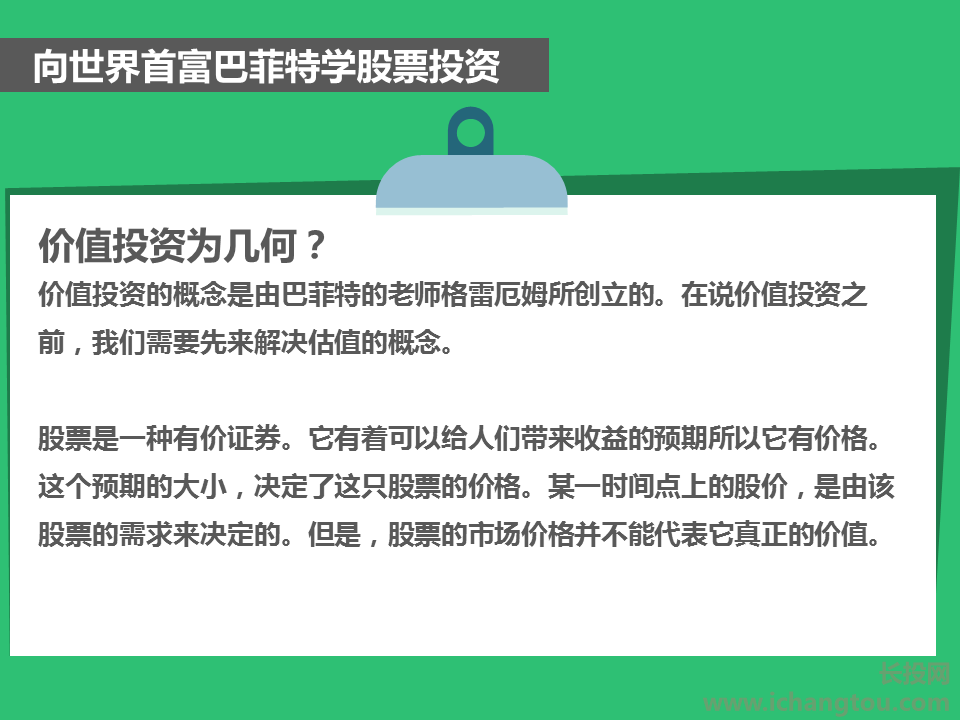 向世界首富巴菲特学股票投资
价值投资为几何？
价值投资的概念是由巴菲特的老师格雷厄姆所创立的。在说价值投资之
前，我们需要先来解决估值的概念。
股票是一种有价证券。它有着可以给人们带来收益的预期所以它有价格。
这个预期的大小，决定了这只股票的价格。某一时间点上的股价，是由该
股票的需求来决定的。但是，股票的市场价格并不能代表它真正的价值。
长投网
www.ichangtou.com